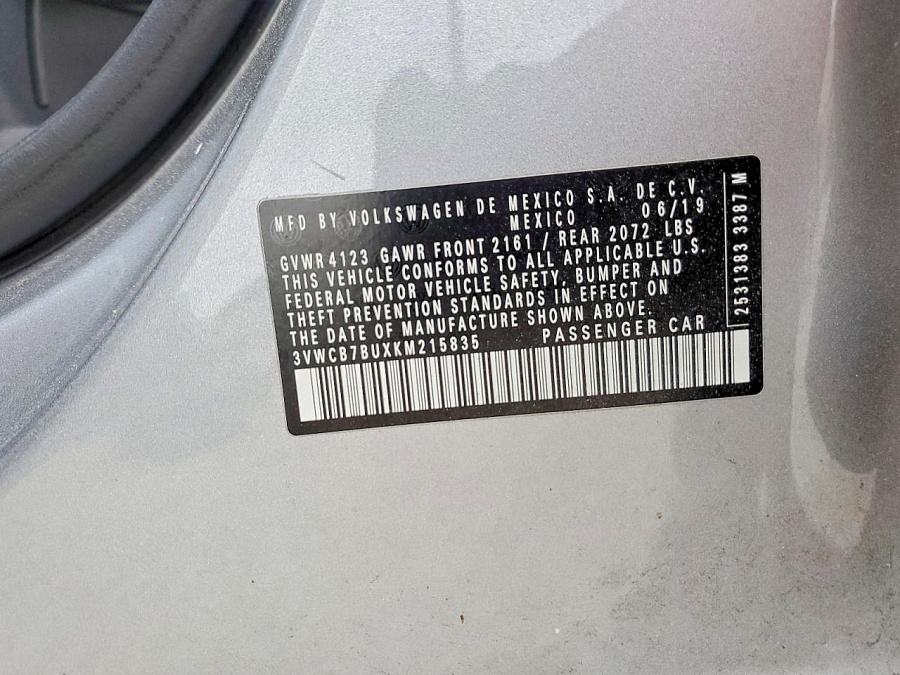 MFD BY VOLKSWAGEN DE MEXICO S.A. DE C.V.
MEXICO 06/19
GVWR 4123 GAWR FRONT 2161 / REAR 2072 LBS
THIS VEHICLE CONFORMS TO ALL APPLICABLE U.S.
FEDERAL MOTOR VEHICLE SAFETY, BUMPER AND
THEFT PREVENTION STANDARDS IN EFFECT ON
THE DATE OF MANUFACTURE SHOWN ABOVE.
3VWCB7BUXKM215835 PASSENGER CAR
2531383 3387 M